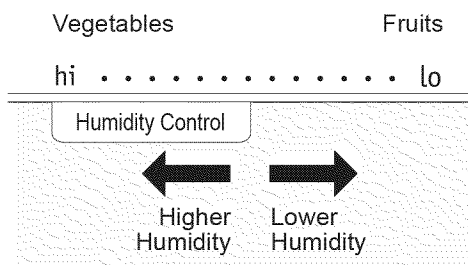 Vegetables Fruits
hi . . . . . . . . . . . . . lo
Humidity Control
Higher Lower
Humidity Humidity